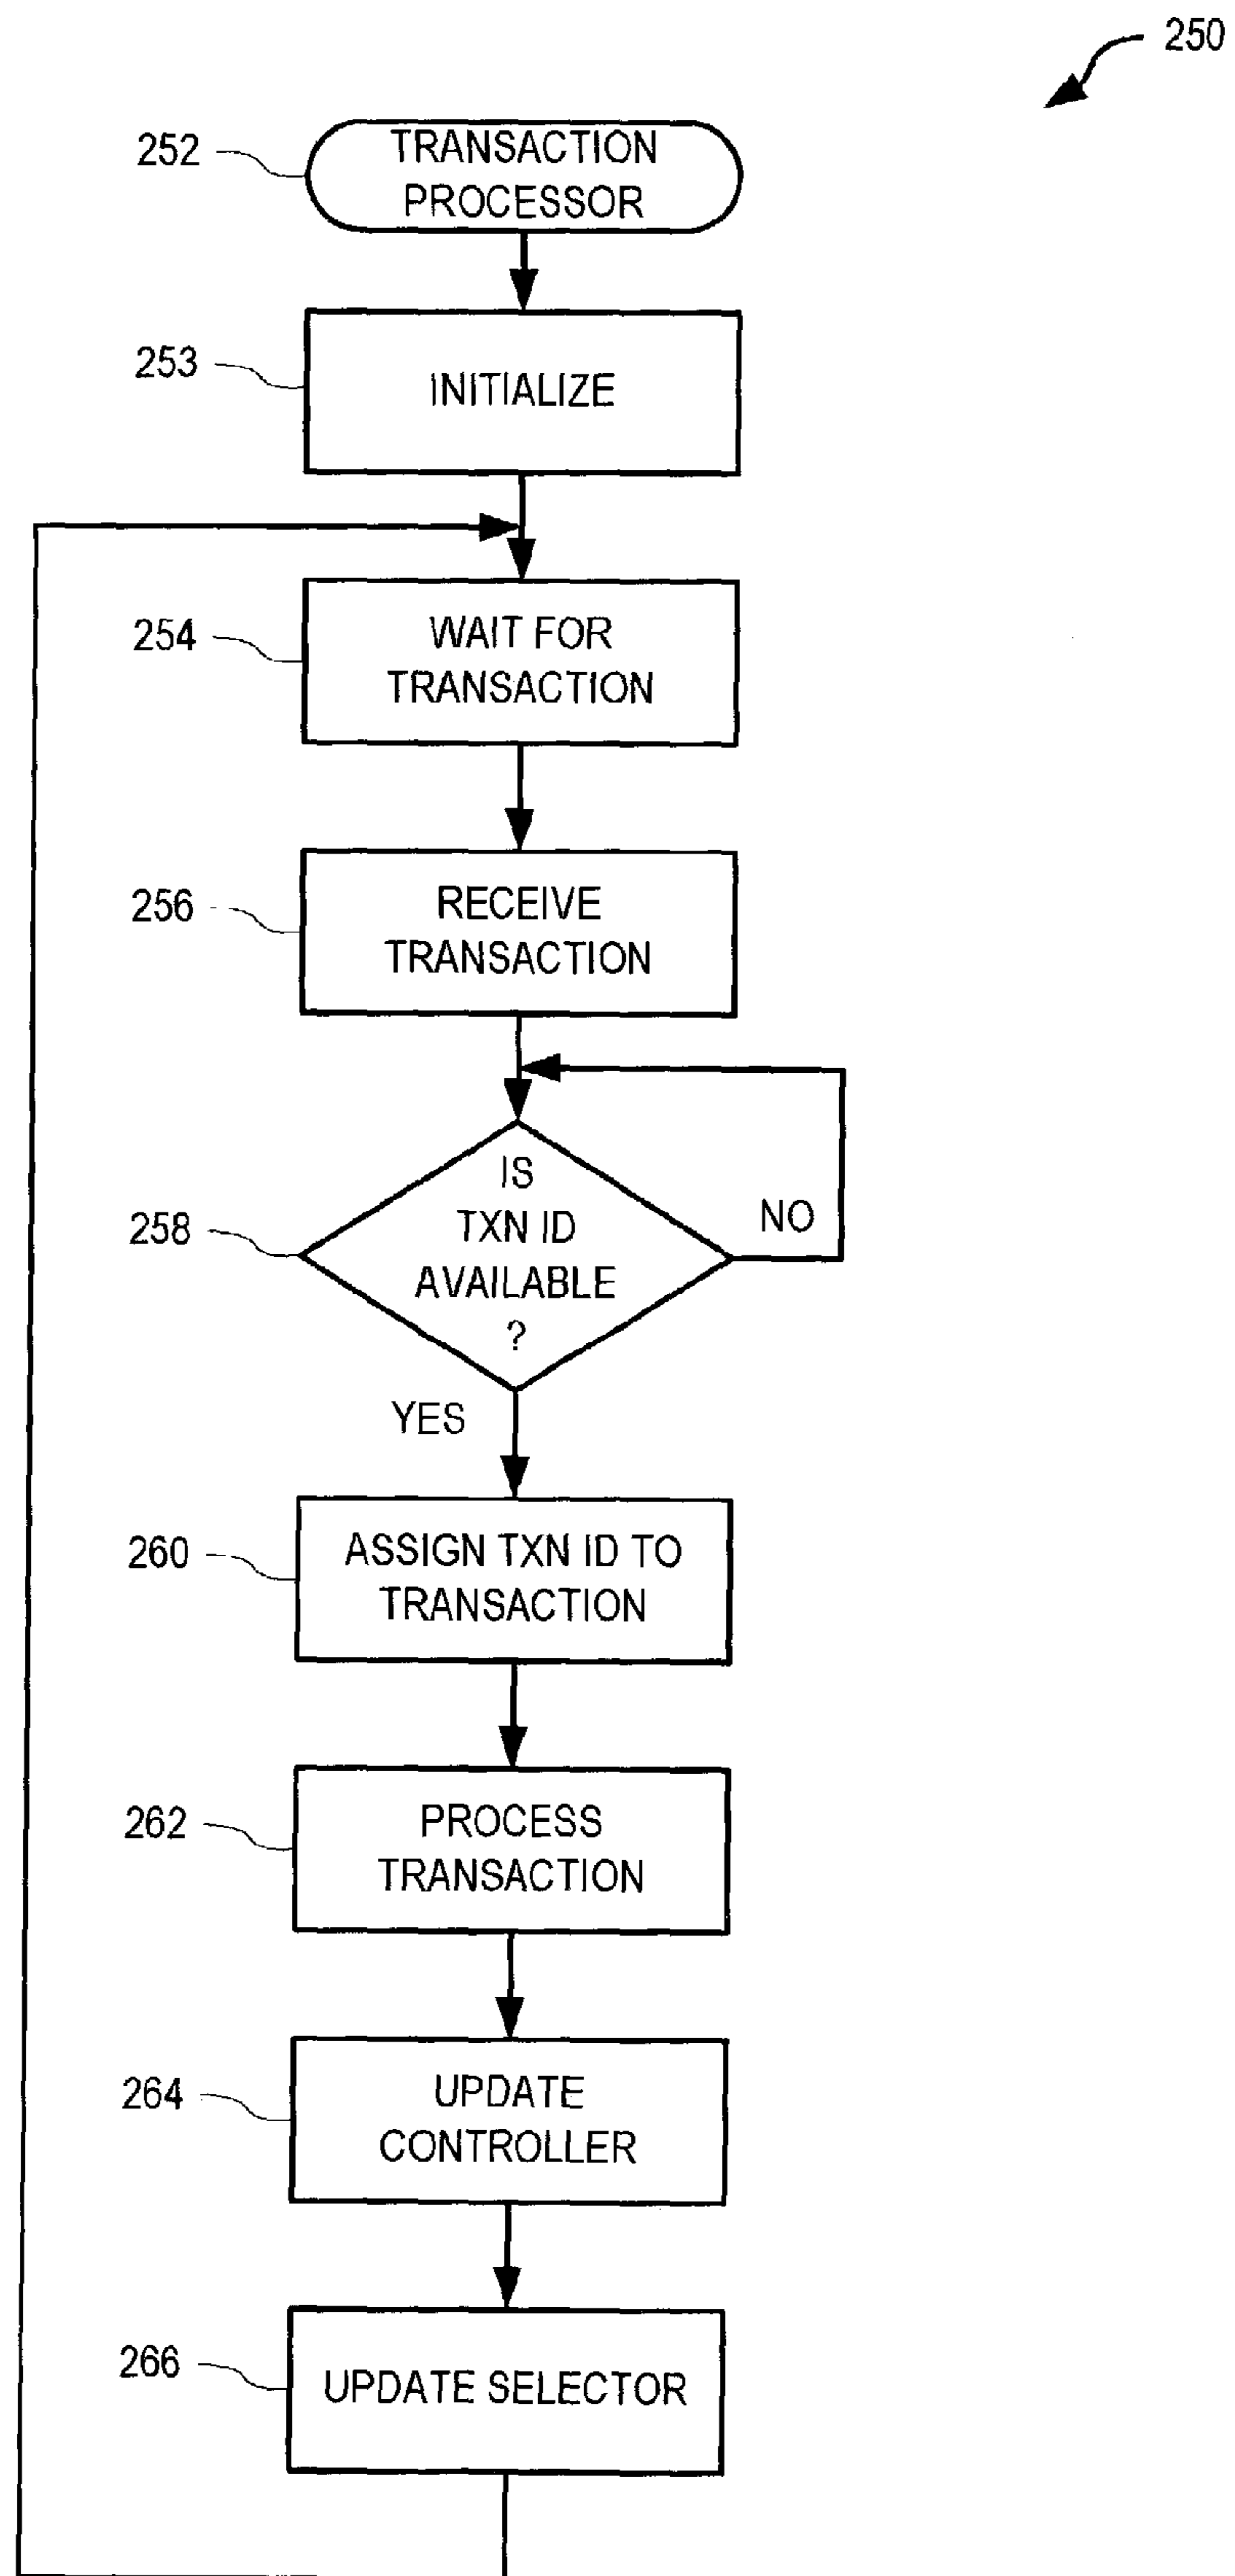 250
252
TRANSACTION
PROCESSOR
253
INITIALIZE
254
WAIT FOR
TRANSACTION
256
RECEIVE
TRANSACTION
258
IS
TXN ID
AVAILABLE
?
NO
YES
260
ASSIGN TXN ID TO
TRANSACTION
262
PROCESS
TRANSACTION
264
UPDATE
CONTROLLER
266
UPDATE SELECTOR